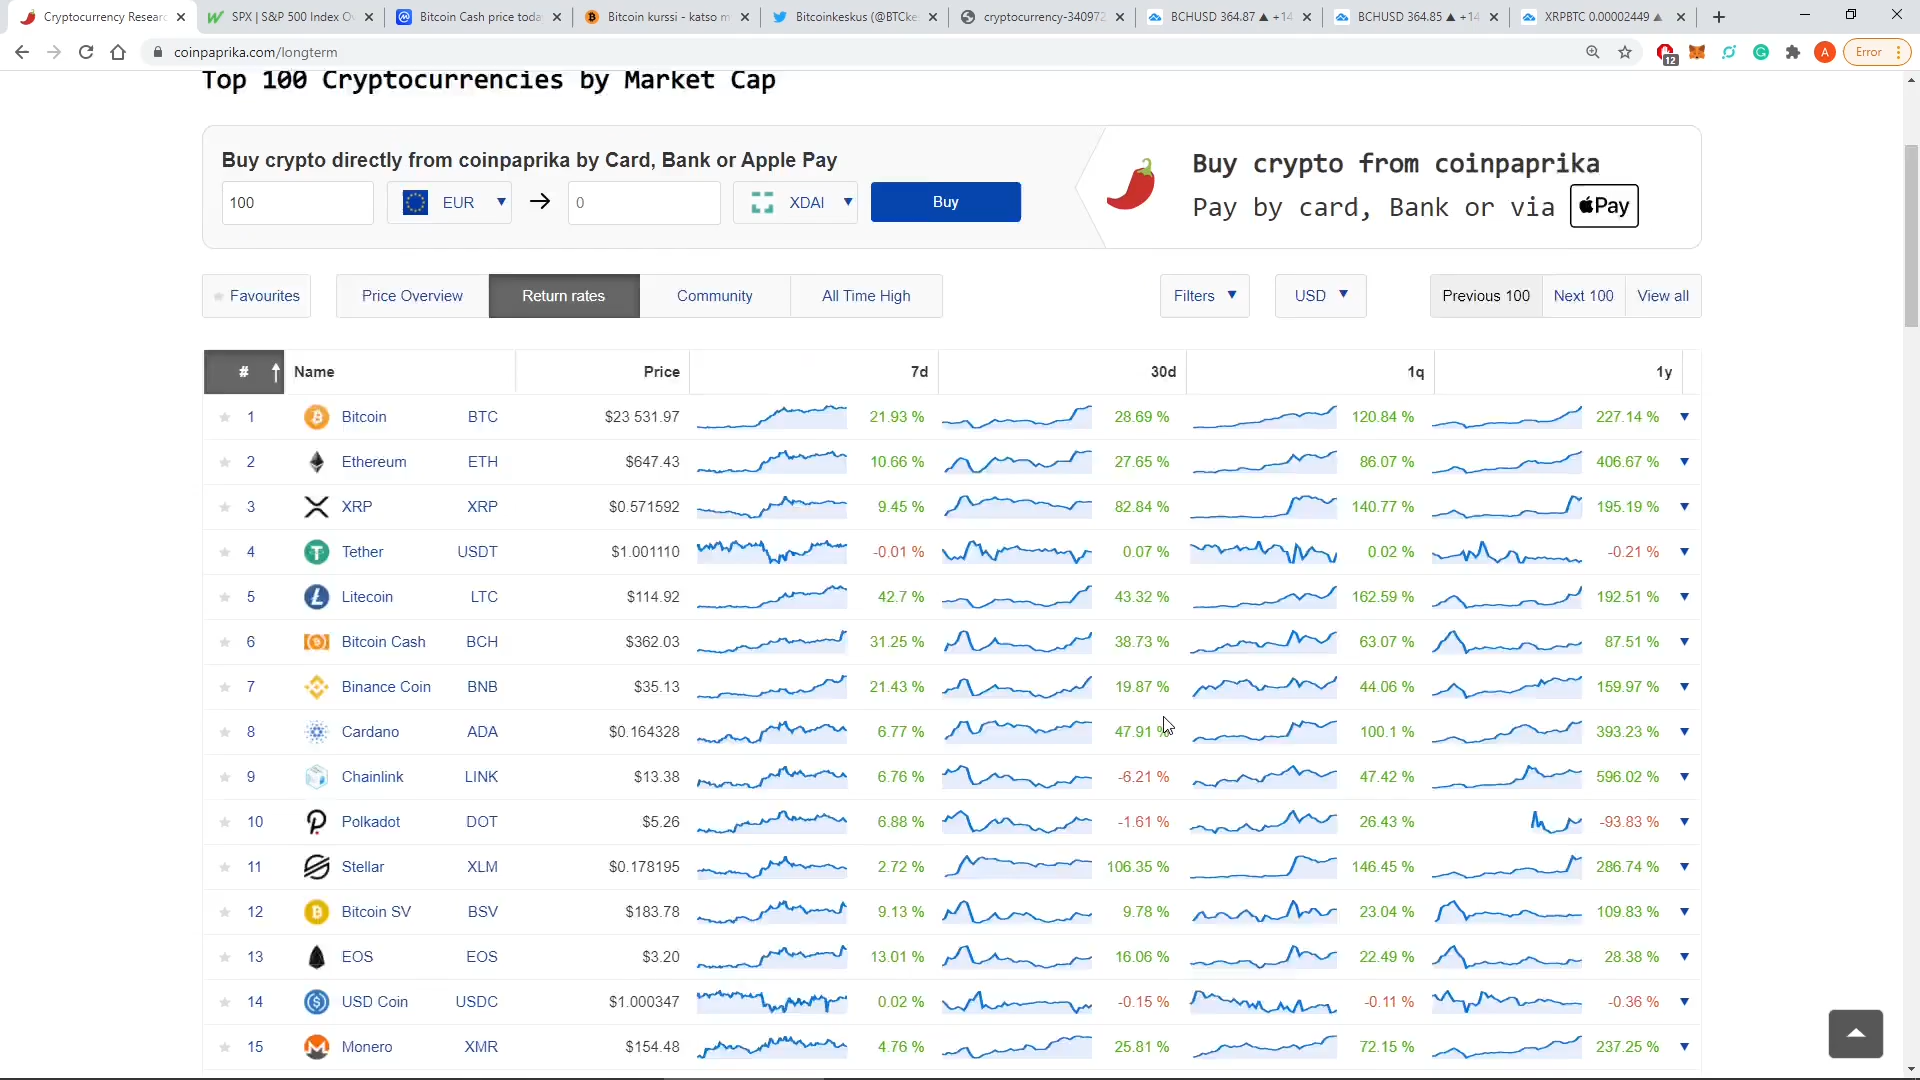 Cryptocurrency Researc
SPX | S&P 500 Index O
Bitcoin Cash price toda
Bitcoin kurssi - katso m
Bitcoinkeskus (@BTCke
cryptocurrency-340972
BCHUSD 364.87 ▲ +14
BCHUSD 364.85 ▲ +14
XRPBTC 0.00002449 ▲
coinpaprika.com/longterm
12
A
Error
Top 100 Cryptocurrencies by Market Cap
Buy crypto directly from coinpaprika by Card, Bank or Apple Pay
100
EUR
0
XDAI
Buy
Buy crypto from coinpaprika
Pay by card, Bank or via Pay
Favourites
Price Overview
Return rates
Community
All Time High
Filters
USD
Previous 100
Next 100
View all
# Name Price 7d 30d 1q 1y
1 Bitcoin BTC $23 531.97 21.93 % 28.69 % 120.84 % 227.14 %
2 Ethereum ETH $647.43 10.66 % 27.65 % 86.07 % 406.67 %
3 XRP XRP $0.571592 9.45 % 82.84 % 140.77 % 195.19 %
4 Tether USDT $1.001110 -0.01 % 0.07 % 0.02 % -0.21 %
5 Litecoin LTC $114.92 42.7 % 43.32 % 162.59 % 192.51 %
6 Bitcoin Cash BCH $362.03 31.25 % 38.73 % 63.07 % 87.51 %
7 Binance Coin BNB $35.13 21.43 % 19.87 % 44.06 % 159.97 %
8 Cardano ADA $0.164328 6.77 % 47.91 % 100.1 % 393.23 %
9 Chainlink LINK $13.38 6.76 % -6.21 % 47.42 % 596.02 %
10 Polkadot DOT $5.26 6.88 % -1.61 % 26.43 % -93.83 %
11 Stellar XLM $0.178195 2.72 % 106.35 % 146.45 % 286.74 %
12 Bitcoin SV BSV $183.78 9.13 % 9.78 % 23.04 % 109.83 %
13 EOS EOS $3.20 13.01 % 16.06 % 22.49 % 28.38 %
14 USD Coin USDC $1.000347 0.02 % -0.15 % -0.11 % -0.36 %
15 Monero XMR $154.48 4.76 % 25.81 % 72.15 % 237.25 %